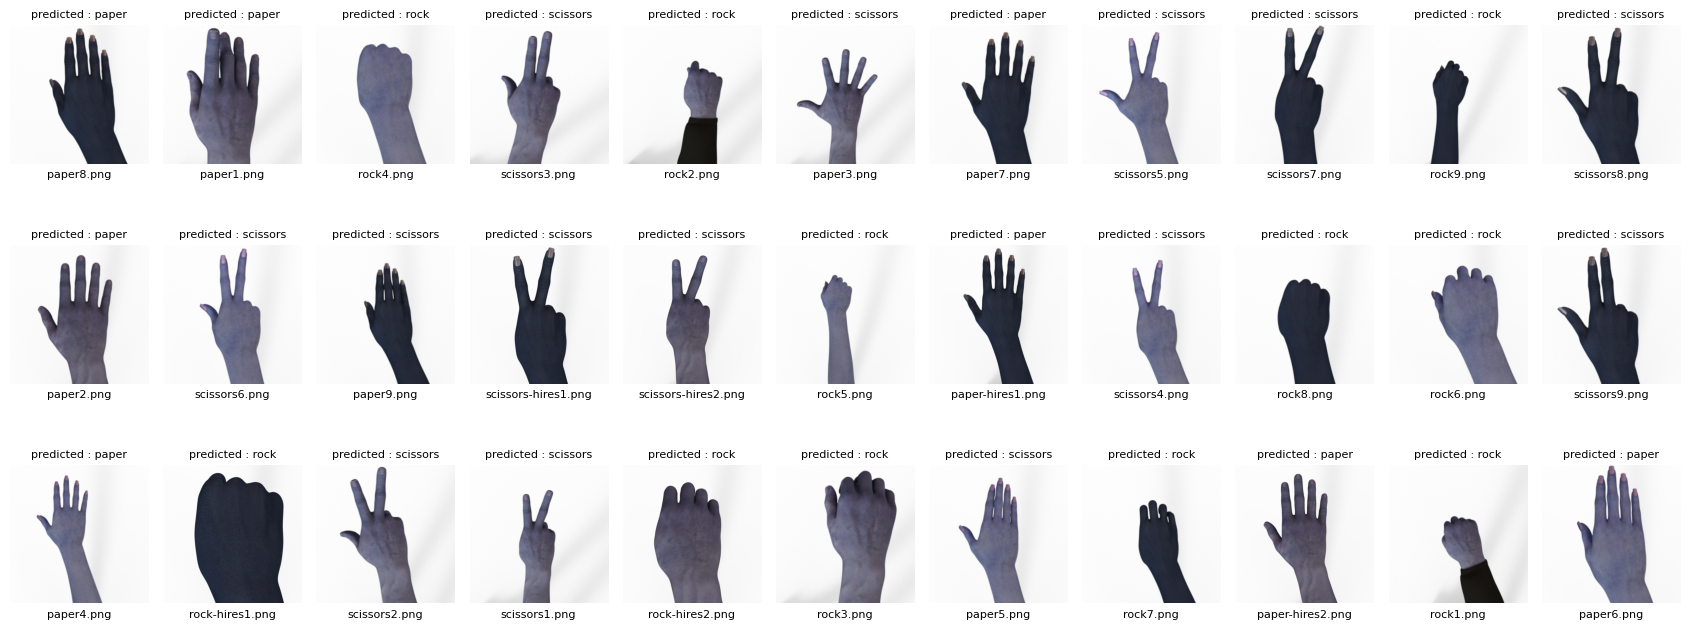 predicted : paper
predicted : paper
predicted : rock
predicted : scissors
predicted : rock
predicted : scissors
predicted : paper
predicted : scissors
predicted : scissors
predicted : rock
predicted : scissors
paper8.png
paper1.png
rock4.png
scissors3.png
rock2.png
paper3.png
paper7.png
scissors5.png
scissors7.png
rock9.png
scissors8.png
predicted : paper
predicted : scissors
predicted : scissors
predicted : scissors
predicted : scissors
predicted : rock
predicted : paper
predicted : scissors
predicted : rock
predicted : rock
predicted : scissors
paper2.png
scissors6.png
paper9.png
scissors-hires1.png
scissors-hires2.png
rock5.png
paper-hires1.png
scissors4.png
rock8.png
rock6.png
scissors9.png
predicted : paper
predicted : rock
predicted : scissors
predicted : scissors
predicted : rock
predicted : rock
predicted : scissors
predicted : rock
predicted : paper
predicted : rock
predicted : paper
paper4.png
rock-hires1.png
scissors2.png
scissors1.png
rock-hires2.png
rock3.png
paper5.png
rock7.png
paper-hires2.png
rock1.png
paper6.png